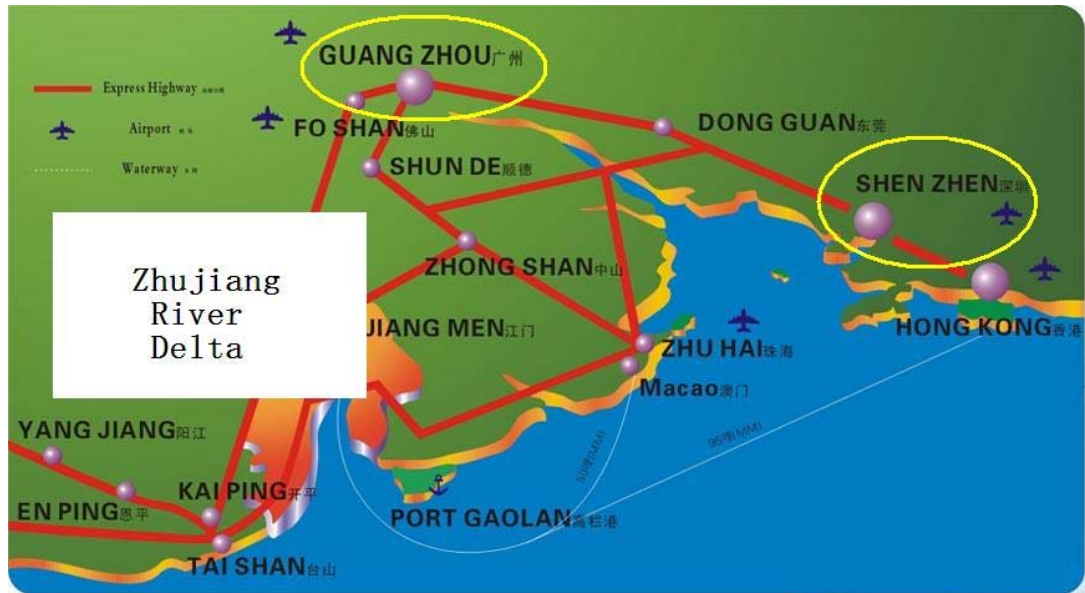 GUANG ZHOU广州
Express Highway
FO SHAN佛山
DONG GUAN东莞
Airport
SHUN DE顺德
Waterway
SHEN ZHEN深圳
Zhujiang
River
Delta
ZHONG SHAN中山
JIANG MEN江门
HONG KONG香港
ZHU HAI珠海
Macao澳门
YANG JIANG阳江
KAI PING开平
EN PING恩平
PORT GAOLAN高栏港
TAI SHAN台山